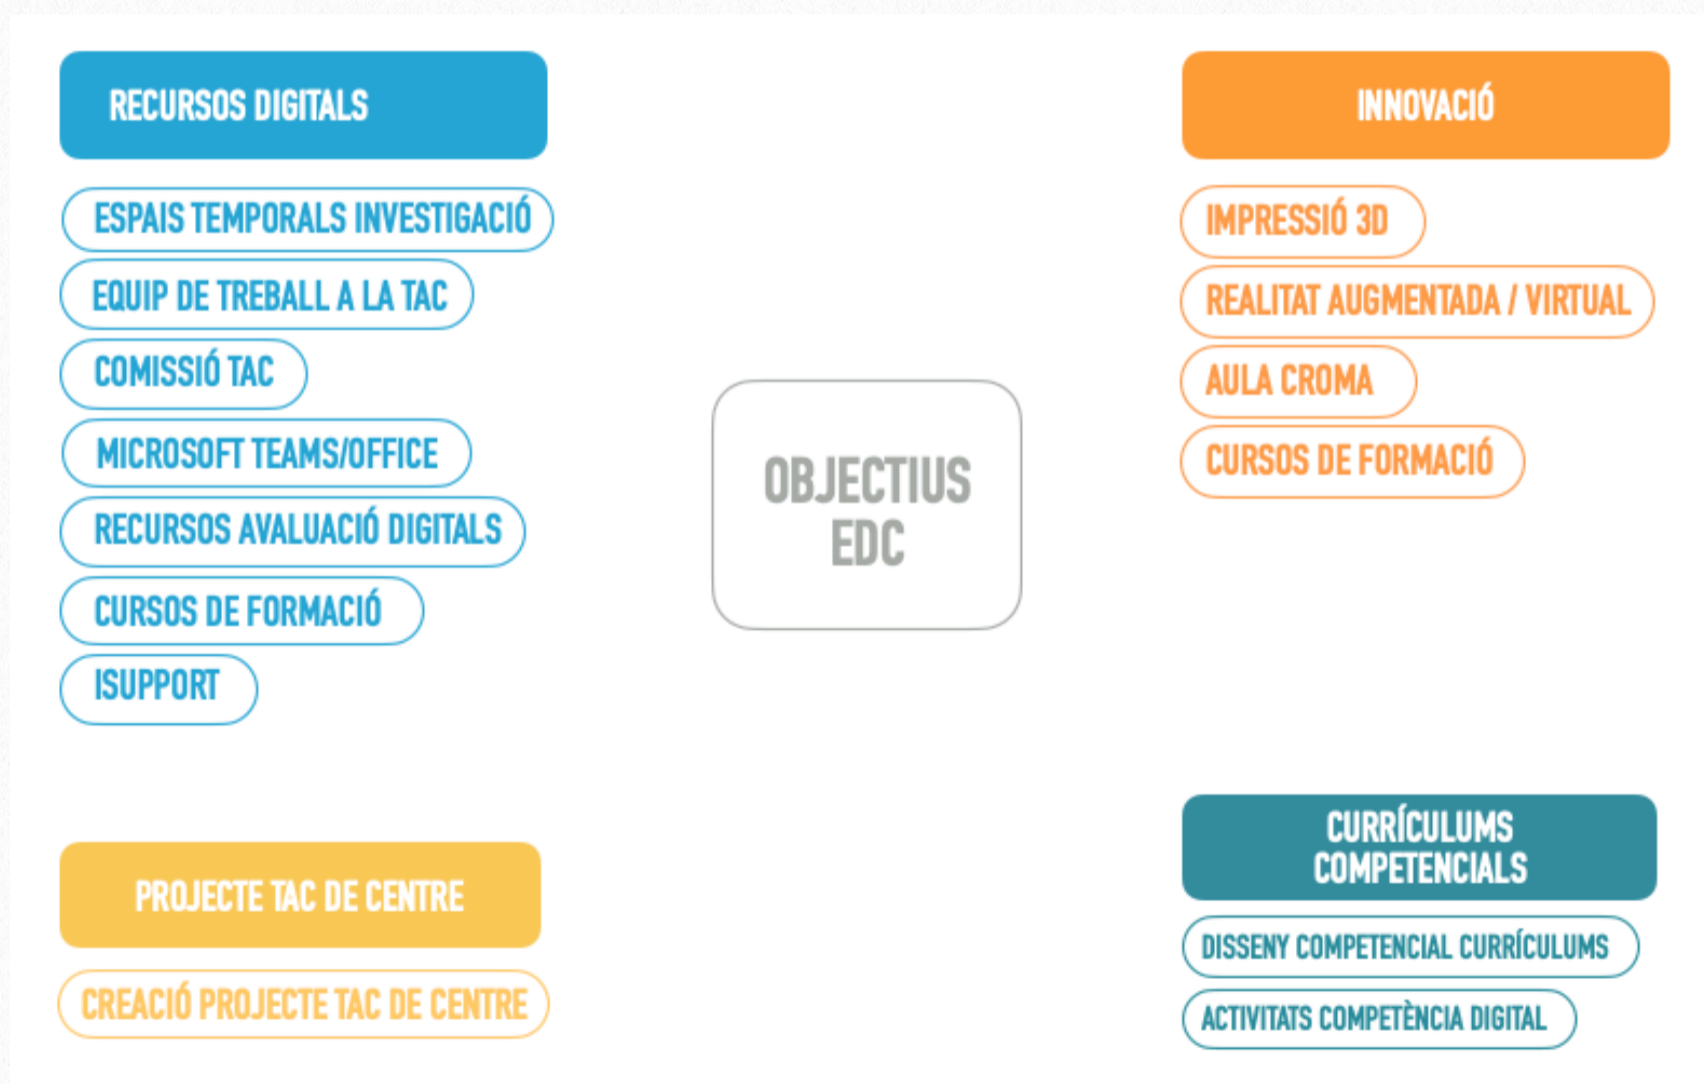 RECURSOS DIGITALS
ESPAIS TEMPORALS INVESTIGACIÓ
EQUIP DE TREBALL A LA TAC
COMISSIÓ TAC
MICROSOFT TEAMS/OFFICE
RECURSOS AVALUACIÓ DIGITALS
CURSOS DE FORMACIÓ
ISUPPORT
PROJECTE TAC DE CENTRE
CREACIÓ PROJECTE TAC DE CENTRE
OBJECTIUS
EDC
INNOVACIÓ
IMPRESSIÓ 3D
REALITAT AUGMENTADA / VIRTUAL
AULA CROMA
CURSOS DE FORMACIÓ
CURRÍCULUMS
COMPETENCIALS
DISSENY COMPETENCIAL CURRÍCULUMS
ACTIVITATS COMPETÈNCIA DIGITAL